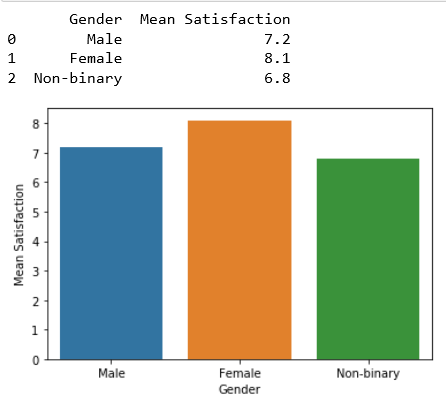 Gender Mean Satisfaction
0 Male 7.2
1 Female 8.1
2 Non-binary 6.8
8
7
6
5
4
3
2
1
0
Mean Satisfaction
Male Female Non-binary
Gender